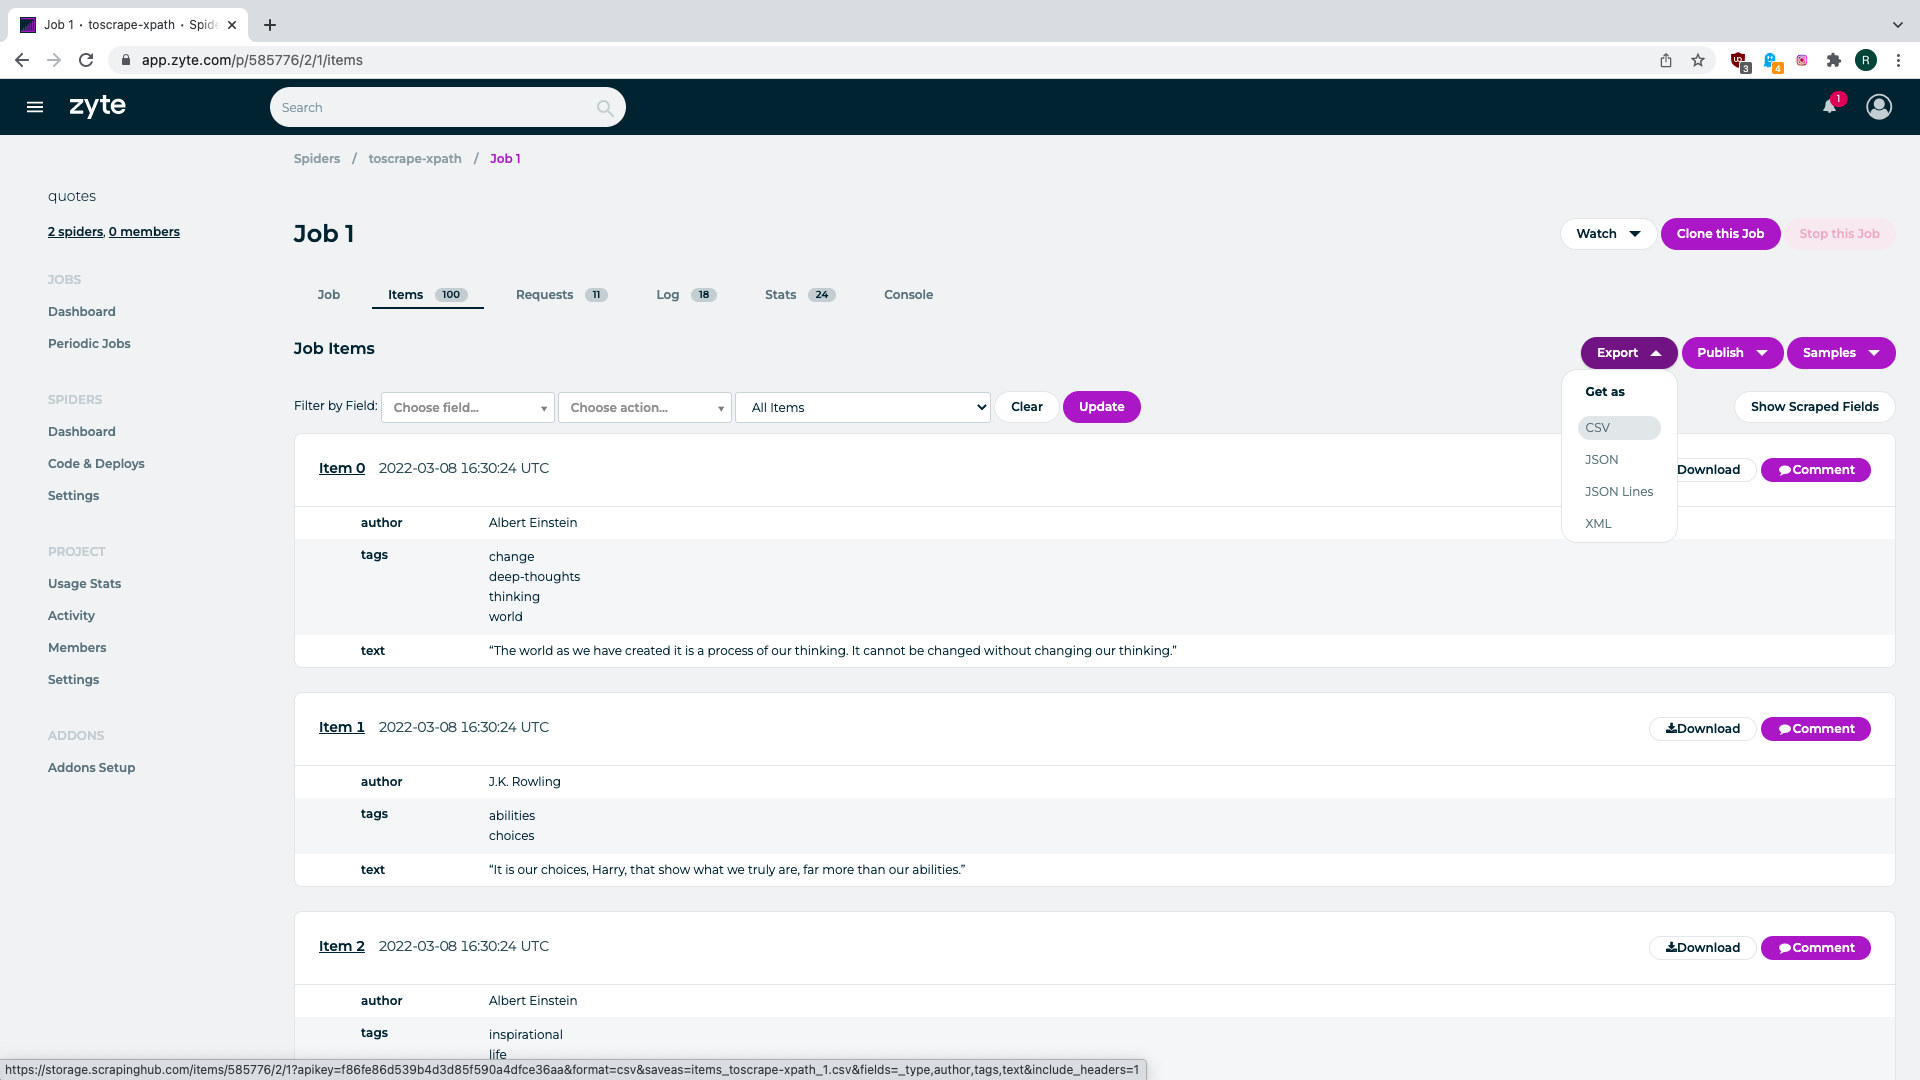 Job 1 · toscrape-xpath · Spide
app.zyte.com/p/585776/2/1/items
3
4
R
zyte
Search
1
Spiders / toscrape-xpath / Job 1
quotes
2 spiders, 0 members
JOBS
Dashboard
Periodic Jobs
SPIDERS
Dashboard
Code & Deploys
Settings
PROJECT
Usage Stats
Activity
Members
Settings
ADDONS
Addons Setup
Job 1
Watch
Clone this Job
Stop this Job
Job
Items 100
Requests 11
Log 18
Stats 24
Console
Job Items
Export
Publish
Samples
Get as
CSV
JSON
JSON Lines
XML
Filter by Field: Choose field... Choose action... All Items Clear Update
Show Scraped Fields
Item 0 2022-03-08 16:30:24 UTC
Download Comment
author Albert Einstein
tags change
deep-thoughts
thinking
world
text “The world as we have created it is a process of our thinking. It cannot be changed without changing our thinking.”
Item 1 2022-03-08 16:30:24 UTC
Download Comment
author J.K. Rowling
tags abilities
choices
text “It is our choices, Harry, that show what we truly are, far more than our abilities.”
Item 2 2022-03-08 16:30:24 UTC
Download Comment
author Albert Einstein
tags inspirational
life
https://storage.scrapinghub.com/items/585776/2/1?apikey=f86fe86d539b4d3d85f590a4dfce36aa&format=csv&saveas=items_toscrape-xpath_1.csv&fields=_type,author,tags,text&include_headers=1